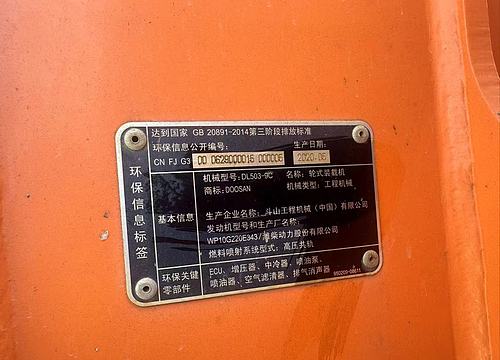 达到国家 GB 20891-2014第三阶段排放标准
环保信息公开编号: 生产日期:
CN FJ G3 00 0628000016 000006 2020-06
环保信息标签
机械型号: DL503-9C 名称: 轮式装载机
商标: DOOSAN 机械类型: 工程机械
基本信息
生产企业名称: 斗山工程机械（中国）有限公司
发动机型号和生产厂名称:
WP10G220E343/潍柴动力股份有限公司
燃料喷射系统型式: 高压共轨
环保关键零部件
ECU、增压器、中冷器、喷油泵、
喷油器、空气滤清器、排气消声器